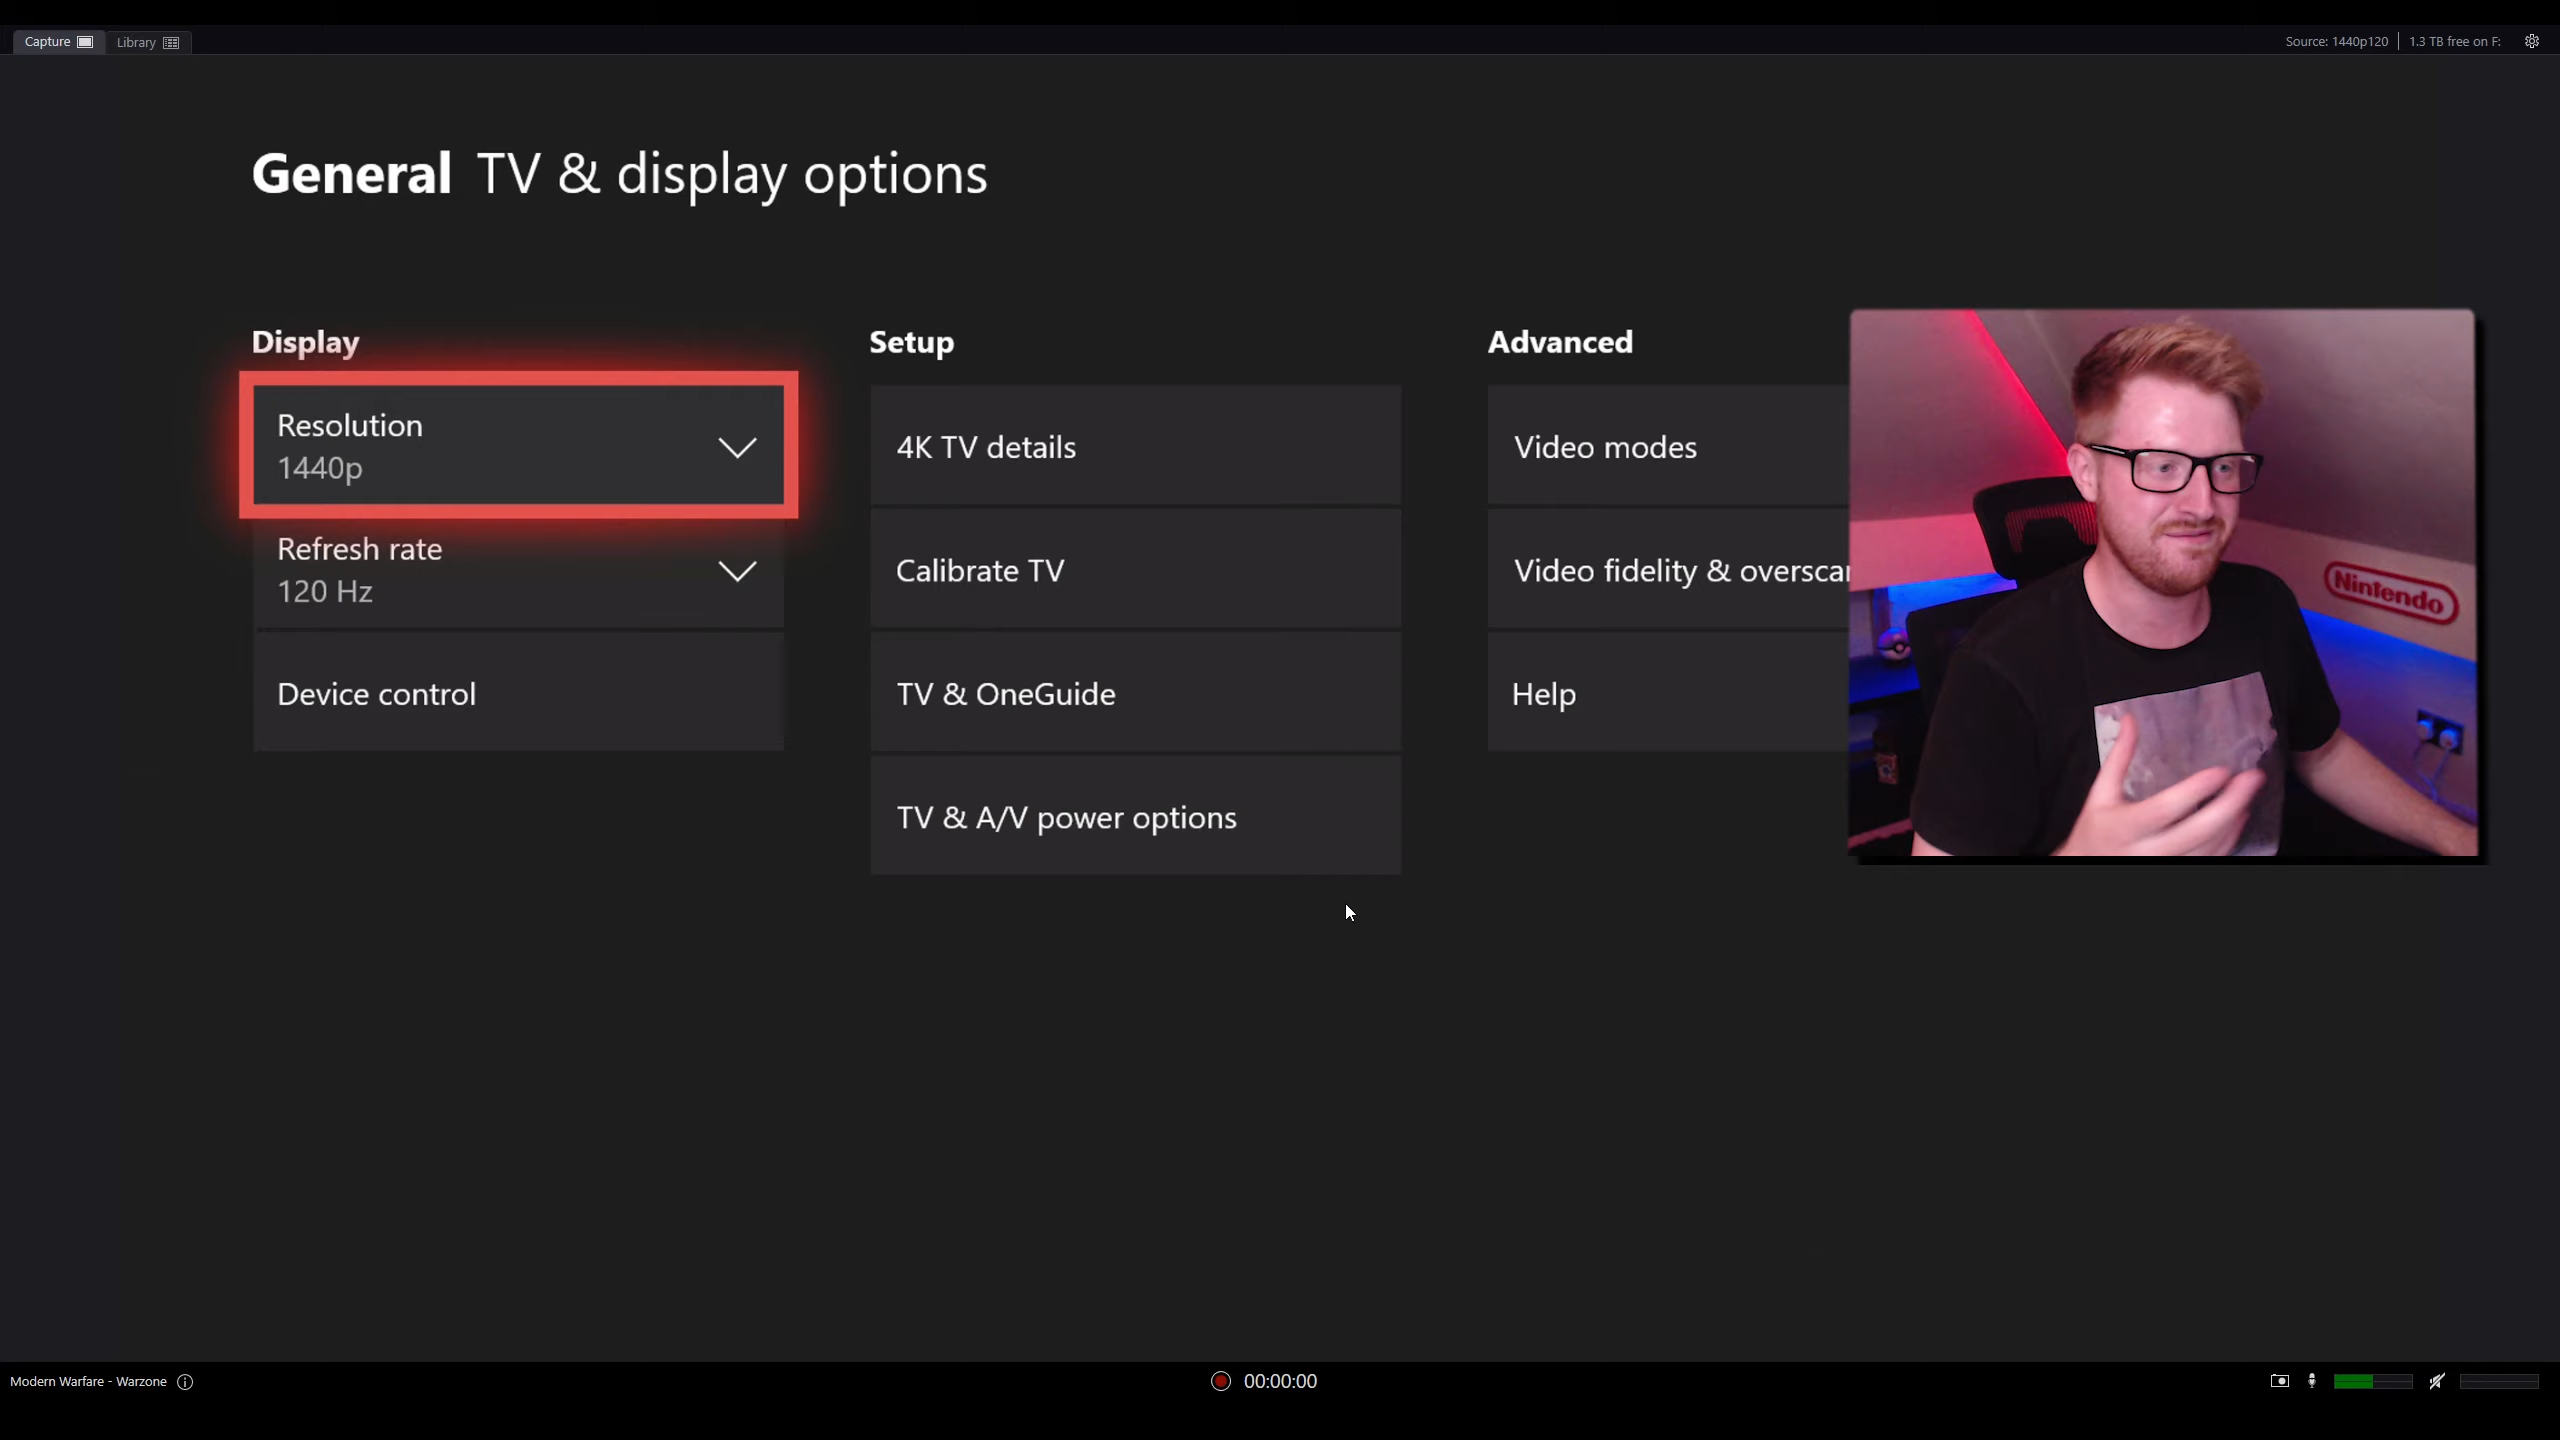 Capture
Library
Source: 1440p120
1.3 TB free on F:
General TV & display options
Display
Setup
Advanced
Resolution
1440p
4K TV details
Video modes
Refresh rate
120 Hz
Calibrate TV
Video fidelity & overscan
Nintendo
Device control
TV & OneGuide
Help
TV & A/V power options
Modern Warfare - Warzone
00:00:00